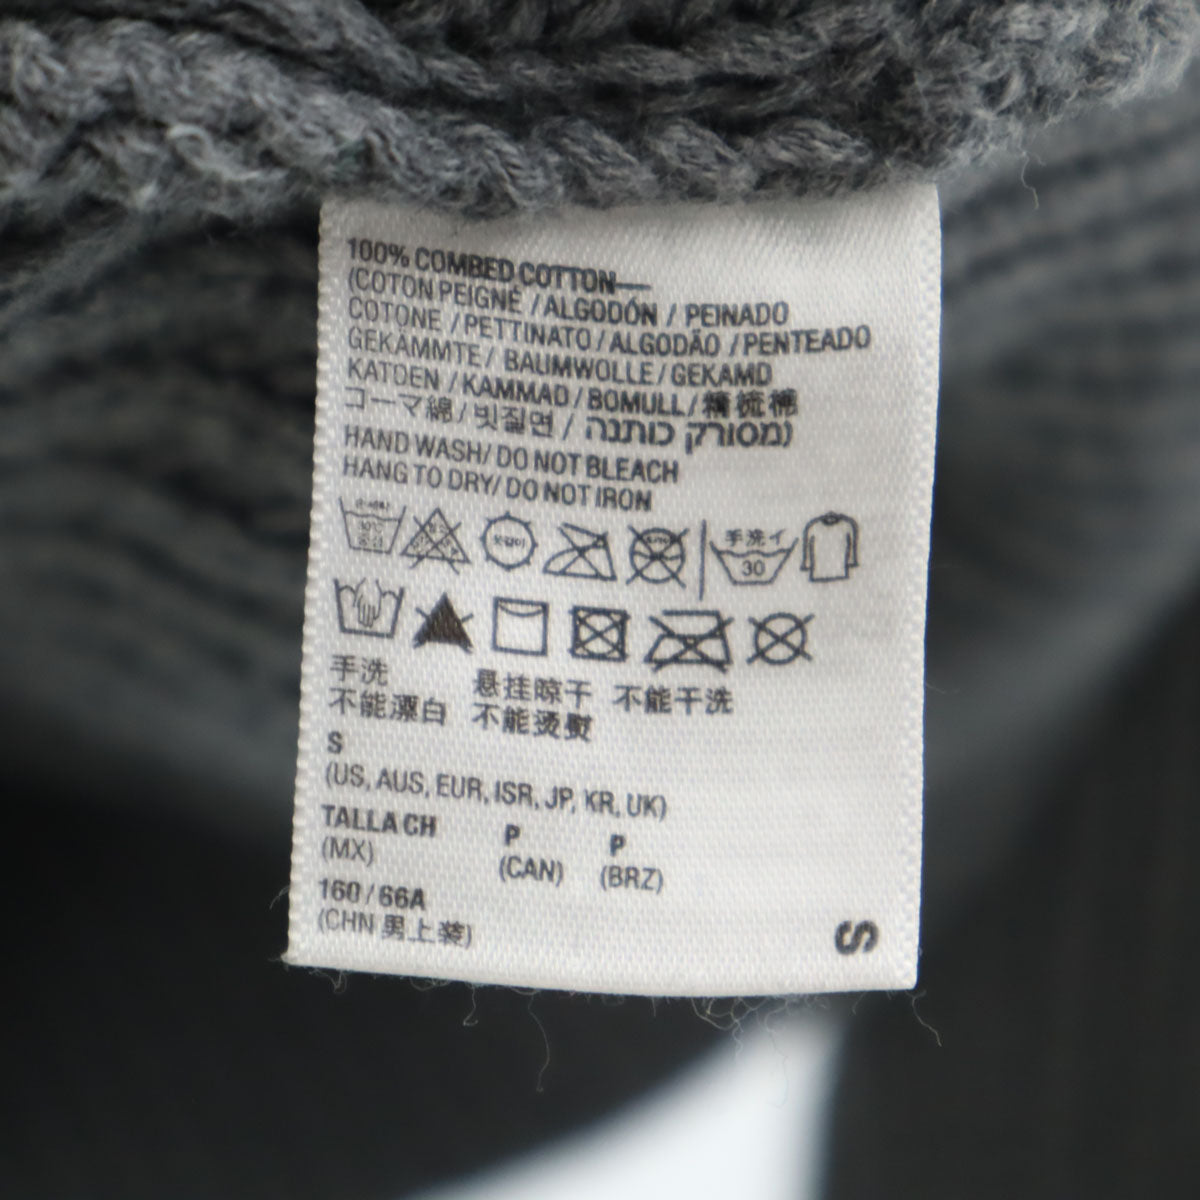 100% COMBED COTTON—
(COTON PEIGNÉ / ALGODÓN / PEINADO
COTONE / PETTINATO / ALGODÃO / PENTEADO
GEKÄMMTE / BAUMWOLLE / GEKAMD
KATOEN / KAMMAD / BOMULL / 精梳棉
コーマ綿 / 빗질면 / מסורק כותנה)
HAND WASH / DO NOT BLEACH
HANG TO DRY / DO NOT IRON
30℃
手洗イ
30
手洗 悬挂晾干 不能干洗
不能漂白 不能烫熨
S
(US, AUS, EUR, ISR, JP, KR, UK)
TALLA CH P P
(MX) (CAN) (BRZ)
160 / 66A
(CHN 男上装)
S